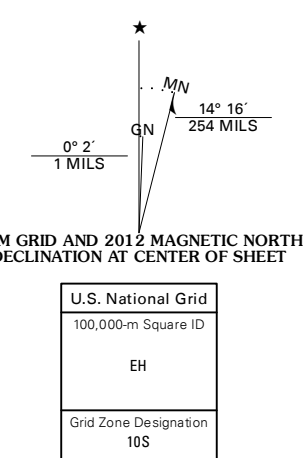 ★
MN
14° 16´
254 MILS
GN
0° 2´
1 MILS
M GRID AND 2012 MAGNETIC NORTH
DECLINATION AT CENTER OF SHEET
U.S. National Grid
100,000-m Square ID
EH
Grid Zone Designation
10S